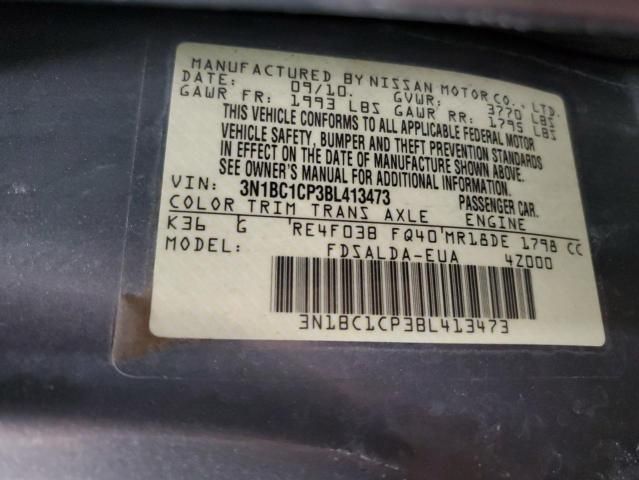 MANUFACTURED BY NISSAN MOTOR CO., LTD.
DATE: 09/10. GVWR: 3770 LBS
GAWR FR: 1993 LBS GAWR RR: 1795 LBS
THIS VEHICLE CONFORMS TO ALL APPLICABLE FEDERAL MOTOR
VEHICLE SAFETY, BUMPER AND THEFT PREVENTION STANDARDS
IN EFFECT ON THE DATE OF MANUFACTURE SHOWN ABOVE.
SEE OWNER'S MANUAL FOR ADDITIONAL INFORMATION.
VIN: 3N1BC1CP3BL413473 PASSENGER CAR.
COLOR TRIM TRANS AXLE ENGINE
K36 G RE4F03B FQ40 MR18DE 1798 CC
MODEL: FDSALDA-EUA 4Z000
3N1BC1CP3BL413473